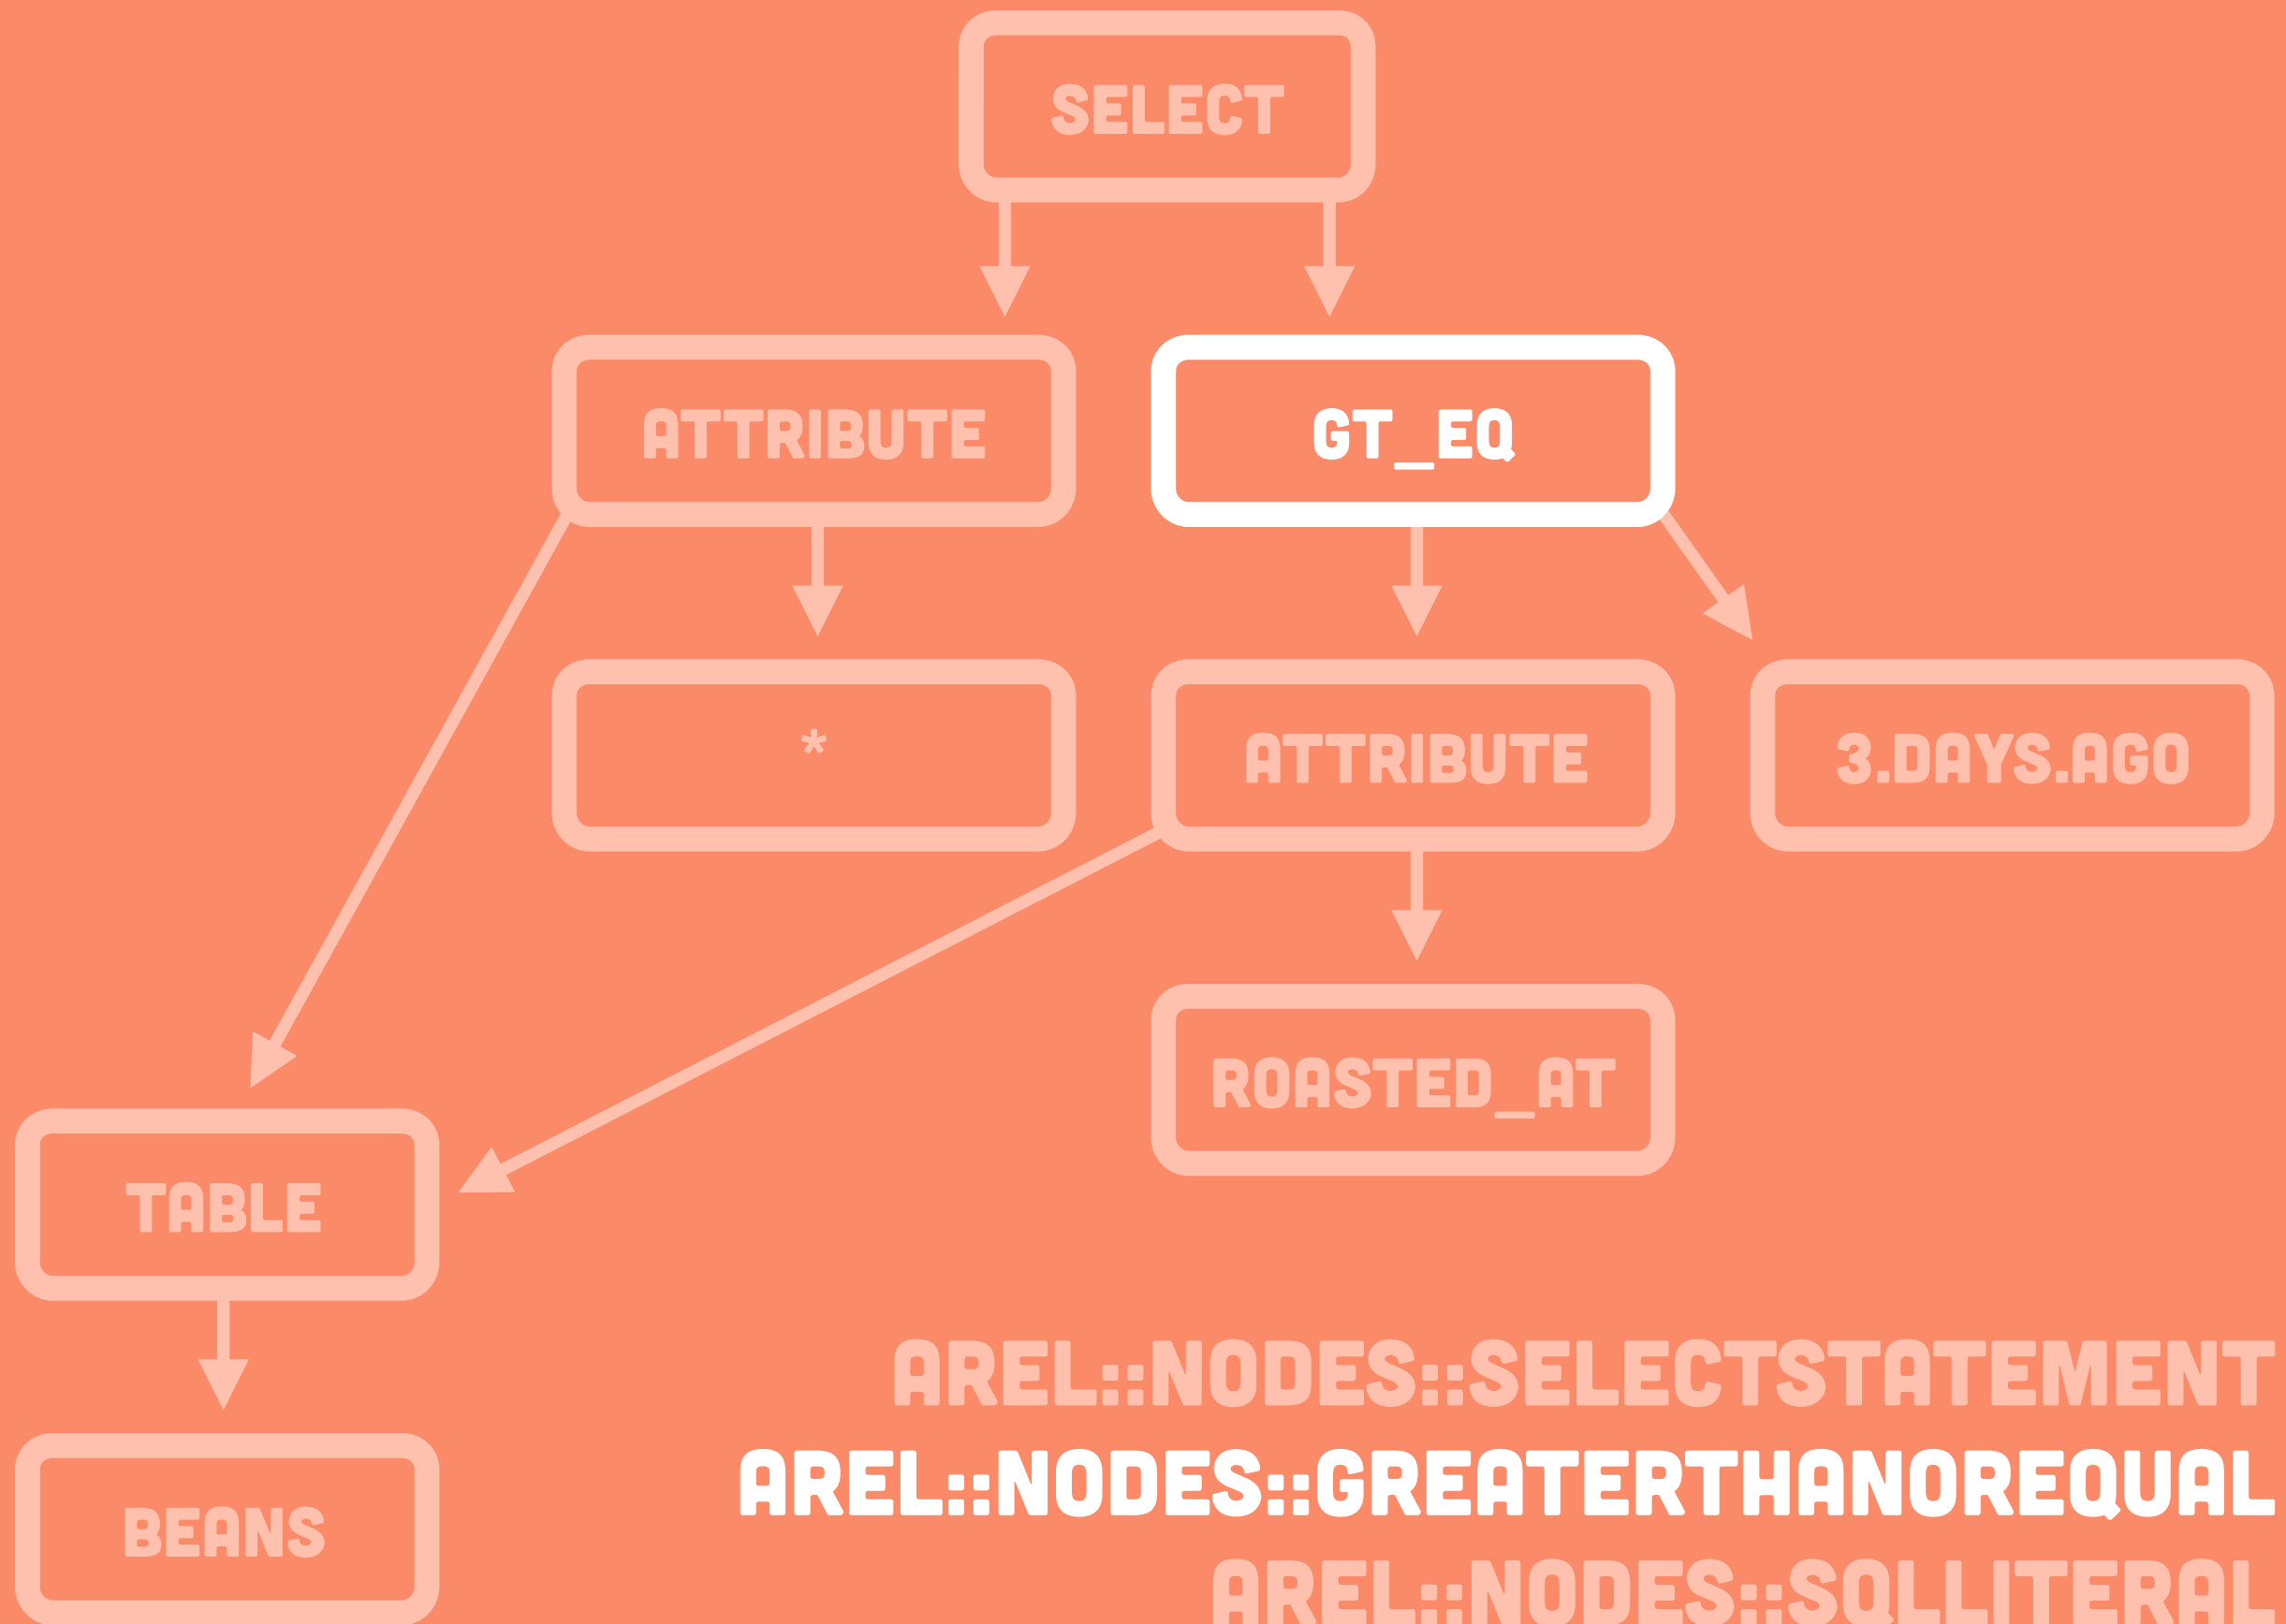 SELECT
ATTRIBUTE
GT_EQ
*
ATTRIBUTE
3.DAYS.AGO
ROASTED_AT
TABLE
BEANS
AREL::NODES::SELECTSTATEMENT
AREL::NODES::GREATERTHANOREQUAL
AREL::NODES::SQLLITERAL